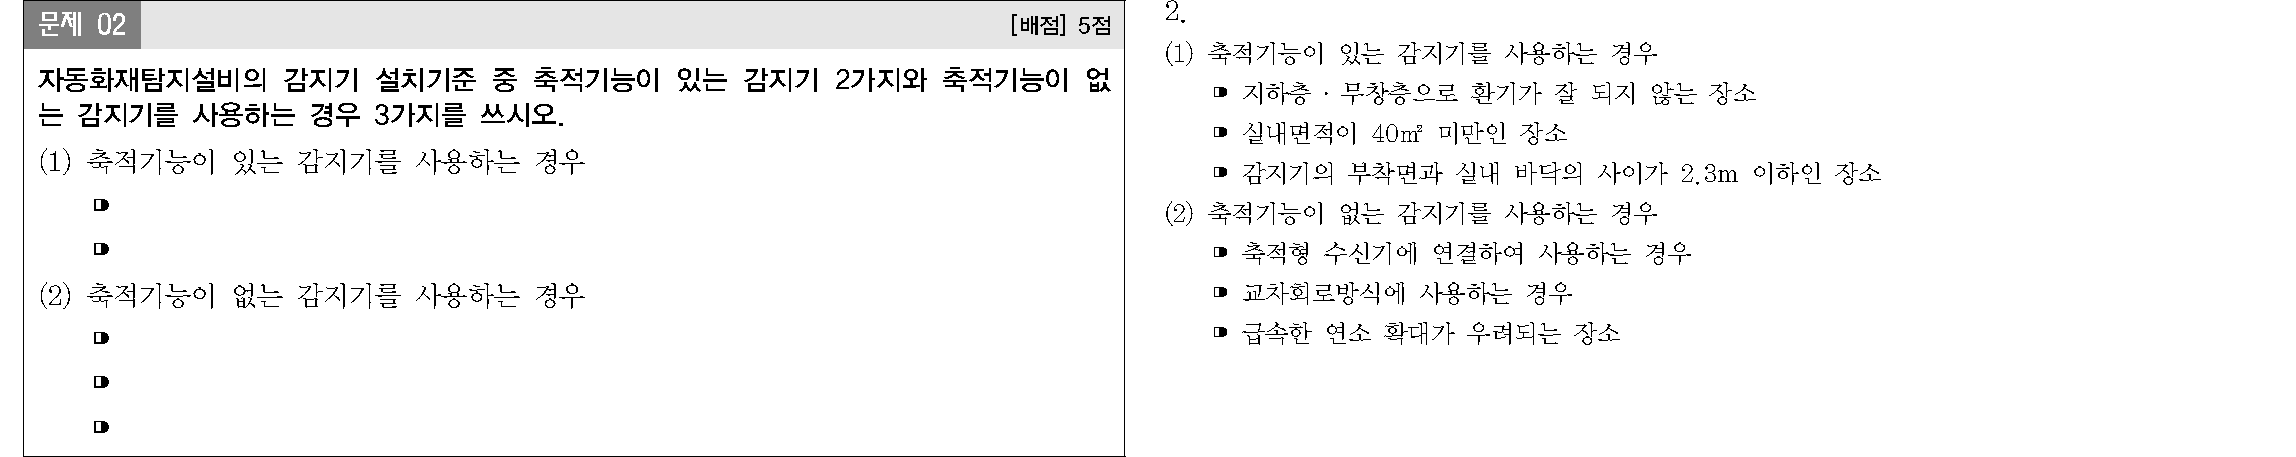 문제 02
[배점] 5점
자동화재탐지설비의 감지기 설치기준 중 축적기능이 있는 감지기 2가지와 축적기능이 없
는 감지기를 사용하는 경우 3가지를 쓰시오.
(1) 축적기능이 있는 감지기를 사용하는 경우
(2) 축적기능이 없는 감지기를 사용하는 경우
2.
(1) 축적기능이 있는 감지기를 사용하는 경우
지하층 · 무창층으로 환기가 잘 되지 않는 장소
실내면적이 40㎡ 미만인 장소
감지기의 부착면과 실내 바닥의 사이가 2.3m 이하인 장소
(2) 축적기능이 없는 감지기를 사용하는 경우
축적형 수신기에 연결하여 사용하는 경우
교차회로방식에 사용하는 경우
급속한 연소 확대가 우려되는 장소